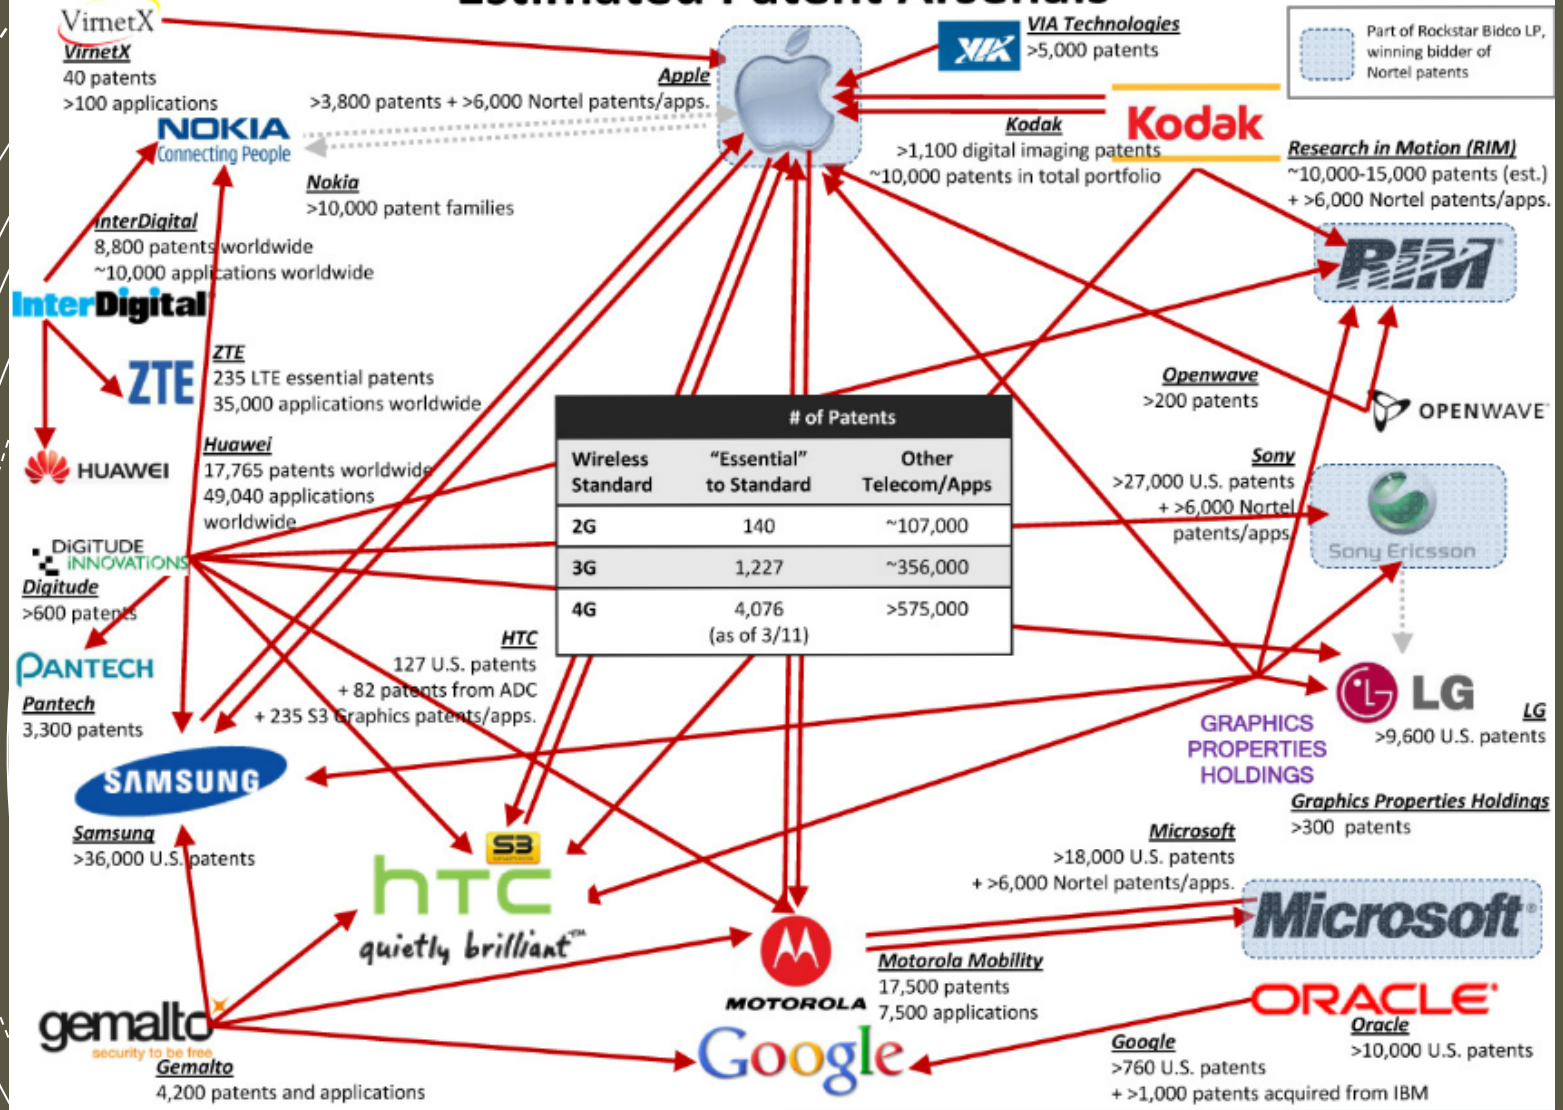 Estimated Patent Arsenals
VirnetX
VirnetX
40 patents
>100 applications
Apple
>3,800 patents + >6,000 Nortel patents/apps.
VIA
VIA Technologies
>5,000 patents
Part of Rockstar Bidco LP,
winning bidder of
Nortel patents
NOKIA
Connecting People
Nokia
>10,000 patent families
Kodak
Kodak
>1,100 digital imaging patents
~10,000 patents in total portfolio
Research in Motion (RIM)
~10,000-15,000 patents (est.)
+ >6,000 Nortel patents/apps.
RIM
InterDigital
8,800 patents worldwide
~10,000 applications worldwide
InterDigital
ZTE
ZTE
235 LTE essential patents
35,000 applications worldwide
Openwave
>200 patents
OPENWAVE
HUAWEI
Huawei
17,765 patents worldwide
49,040 applications
worldwide
# of Patents
Wireless Standard
"Essential" to Standard
Other Telecom/Apps
2G 140 ~107,000
3G 1,227 ~356,000
4G 4,076 >575,000
(as of 3/11)
Sony
>27,000 U.S. patents
+ >6,000 Nortel
patents/apps.
Sony Ericsson
DiGiTUDE
iNNOVATiONS
Digitude
>600 patents
PANTECH
Pantech
3,300 patents
HTC
127 U.S. patents
+ 82 patents from ADC
+ 235 S3 Graphics patents/apps.
LG
LG
>9,600 U.S. patents
GRAPHICS
PROPERTIES
HOLDINGS
Graphics Properties Holdings
>300 patents
SAMSUNG
Samsung
>36,000 U.S. patents
S3
hTC
quietly brilliant™
Microsoft
>18,000 U.S. patents
+ >6,000 Nortel patents/apps.
Microsoft®
MOTOROLA
Motorola Mobility
17,500 patents
7,500 applications
gemalto
security to be free
Gemalto
4,200 patents and applications
Google
Google
>760 U.S. patents
+ >1,000 patents acquired from IBM
ORACLE
Oracle
>10,000 U.S. patents